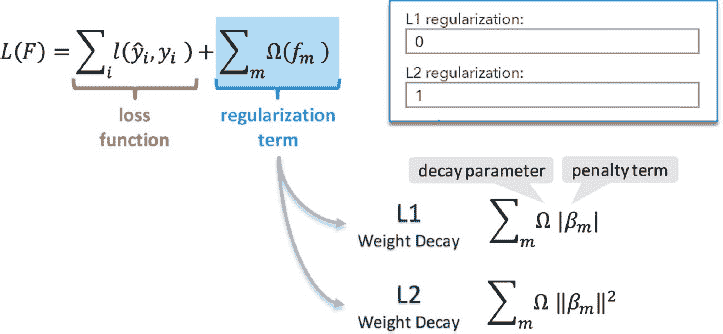 L(F) = ∑_i l(ŷ_i, y_i ) + ∑_m Ω(f_m )
loss
function
regularization
term
L1 regularization:
0
L2 regularization:
1
decay parameter
penalty term
L1
Weight Decay
∑_m Ω |β_m|
L2
Weight Decay
∑_m Ω ‖β_m‖²